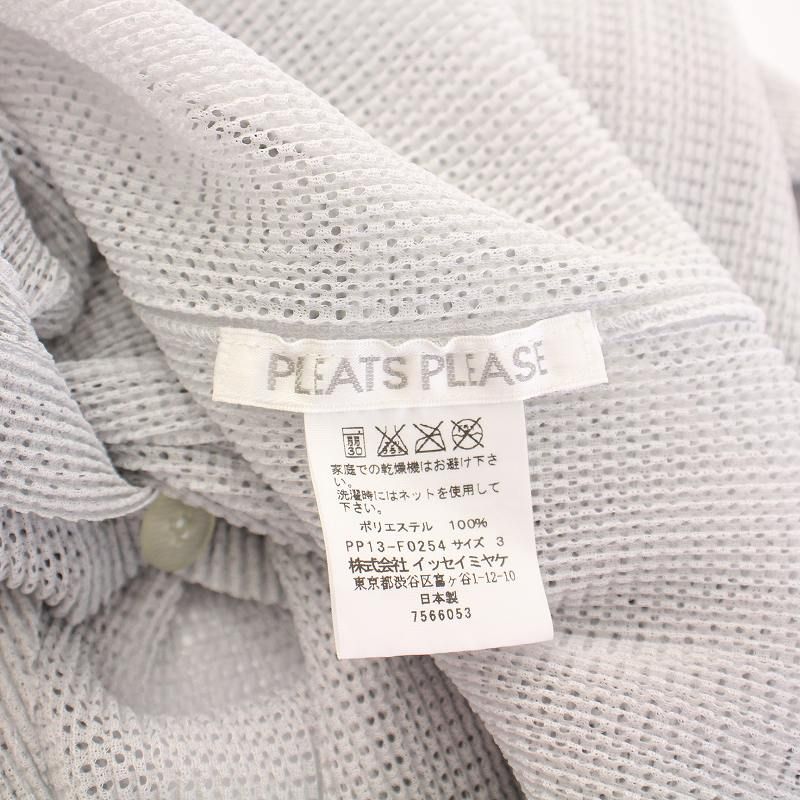 PLEATS PLEASE
弱 30
家庭での乾燥機はお避け下さ
い。
洗濯時にはネットを使用して
下さい。
ポリエステル 100%
PP13-F0254 サイズ 3
株式会社 イッセイミヤケ
東京都渋谷区富ヶ谷1-12-10
日本製
7566053